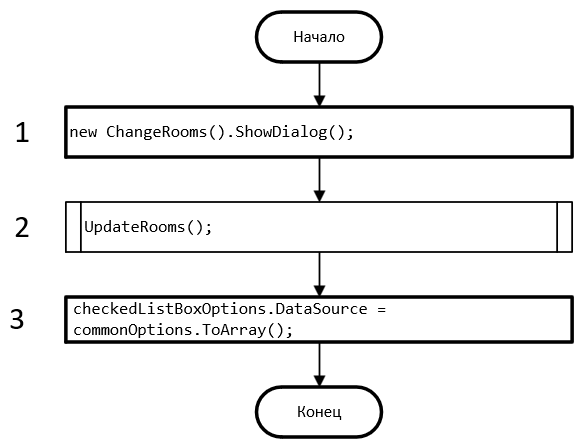 Начало
1
new ChangeRooms().ShowDialog();
2
UpdateRooms();
3
checkedListBoxOptions.DataSource =
commonOptions.ToArray();
Конец